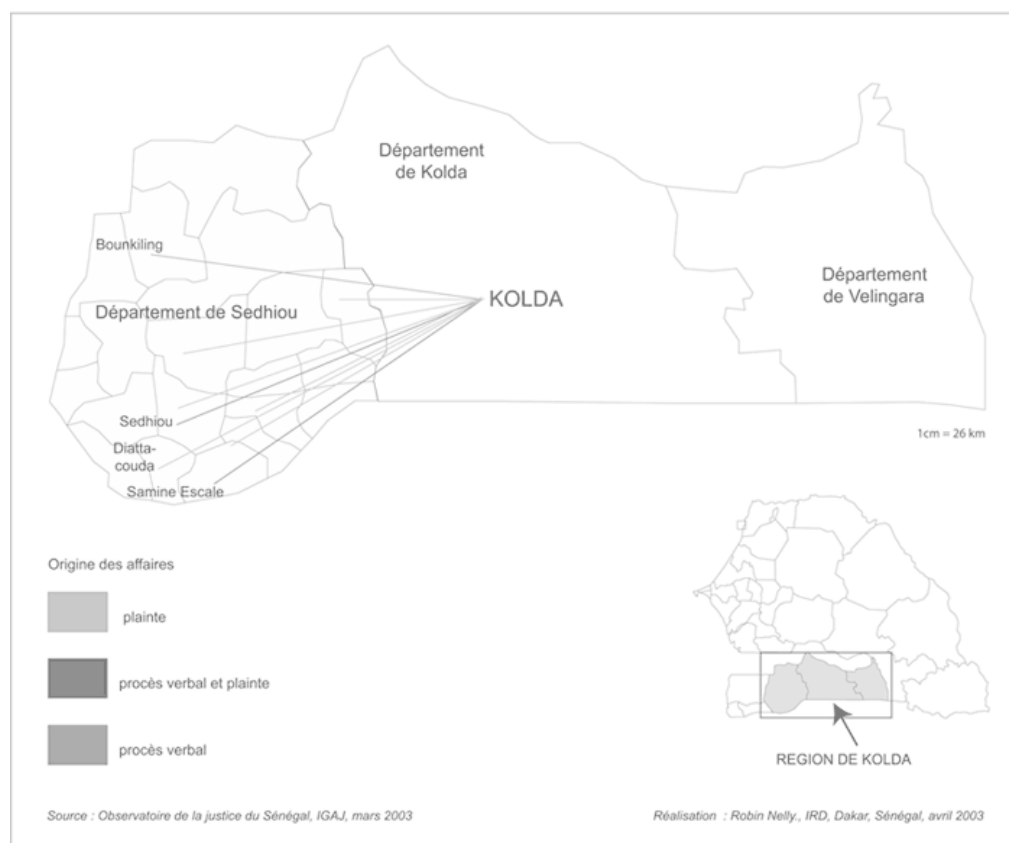 Département
de Kolda
Bounkiling
Département de Sedhiou
KOLDA
Département
de Velingara
Sedhiou
Diatta-
couda
Samine Escale
1cm = 26 km
Origine des affaires
plainte
procès verbal et plainte
procès verbal
REGION DE KOLDA
Source : Observatoire de la justice du Sénégal, IGAJ, mars 2003
Réalisation : Robin Nelly., IRD, Dakar, Sénégal, avril 2003